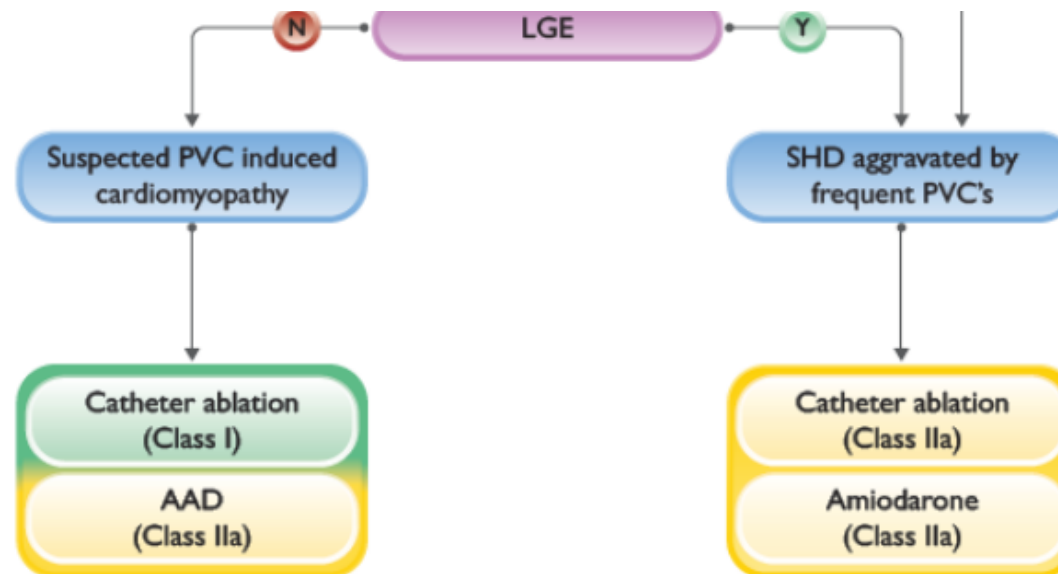 N
LGE
Y
Suspected PVC induced
cardiomyopathy
SHD aggravated by
frequent PVC's
Catheter ablation
(Class I)
AAD
(Class IIa)
Catheter ablation
(Class IIa)
Amiodarone
(Class IIa)